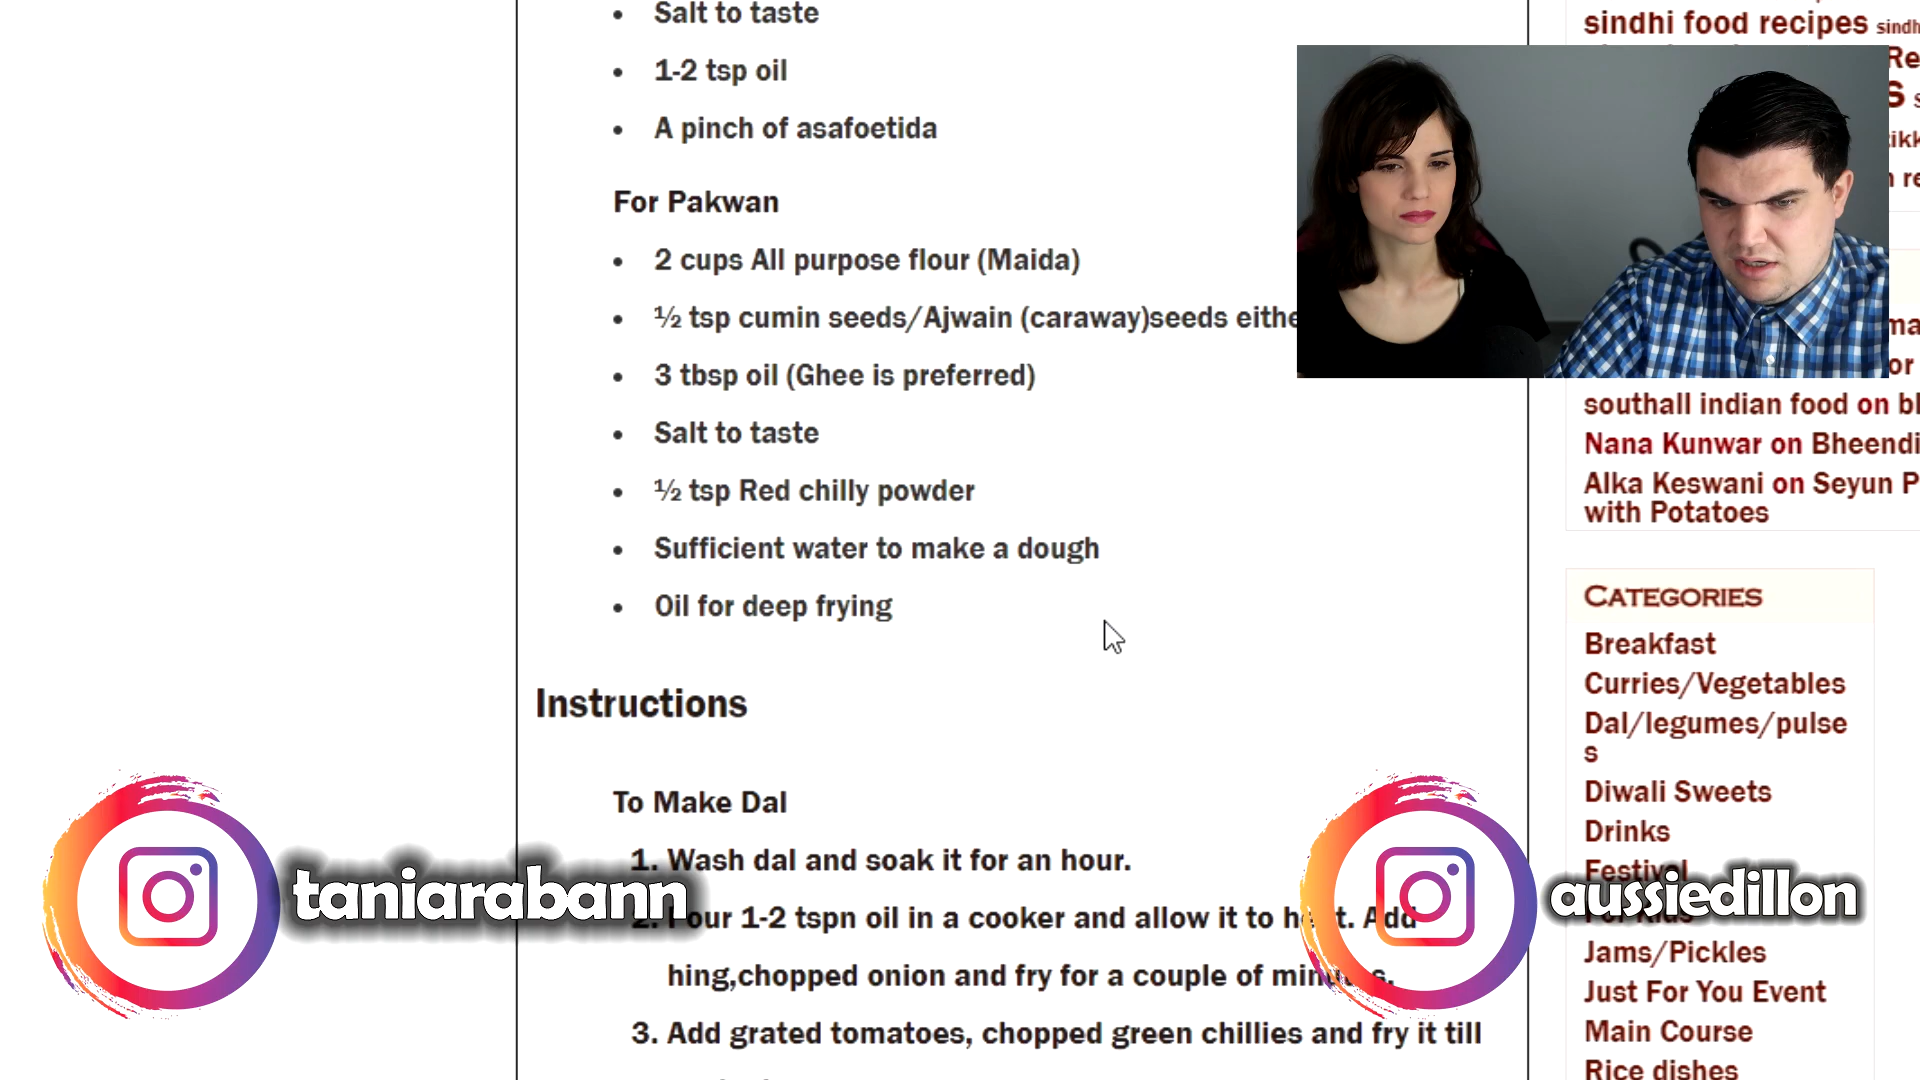 Salt to taste
1-2 tsp oil
A pinch of asafoetida
For Pakwan
2 cups All purpose flour (Maida)
½ tsp cumin seeds/Ajwain (caraway)seeds
3 tbsp oil (Ghee is preferred)
Salt to taste
½ tsp Red chilly powder
Sufficient water to make a dough
Oil for deep frying
Instructions
To Make Dal
1. Wash dal and soak it for an hour.
2. Pour 1-2 tspn oil in a cooker and allow it to heat. Add
hing,chopped onion and fry for a couple of minutes.
3. Add grated tomatoes, chopped green chillies and fry it till
sindhi food recipes
southall indian food on
Nana Kunwar on Bheendi
Alka Keswani on Seyun P
with Potatoes
CATEGORIES
Breakfast
Curries/Vegetables
Dal/legumes/pulse
s
Diwali Sweets
Drinks
Festival
Jams/Pickles
Just For You Event
Main Course
Rice dishes
taniarabann
aussiedillon